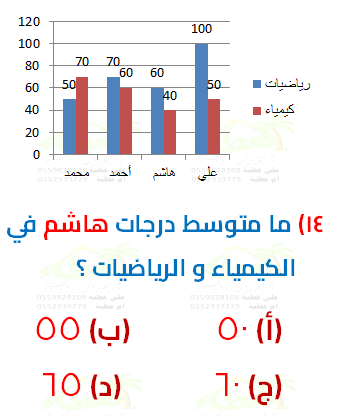 120
100
80
60
40
20
0
50
70
70
60
60
40
100
50
محمد
أحمد
هاشم
علي
رياضيات
كيمياء
١٤) ما متوسط درجات هاشم في
الكيمياء و الرياضيات ؟
(أ) ٥٠
(ب) ٥٥
(ج) ٦٠
(د) ٦٥